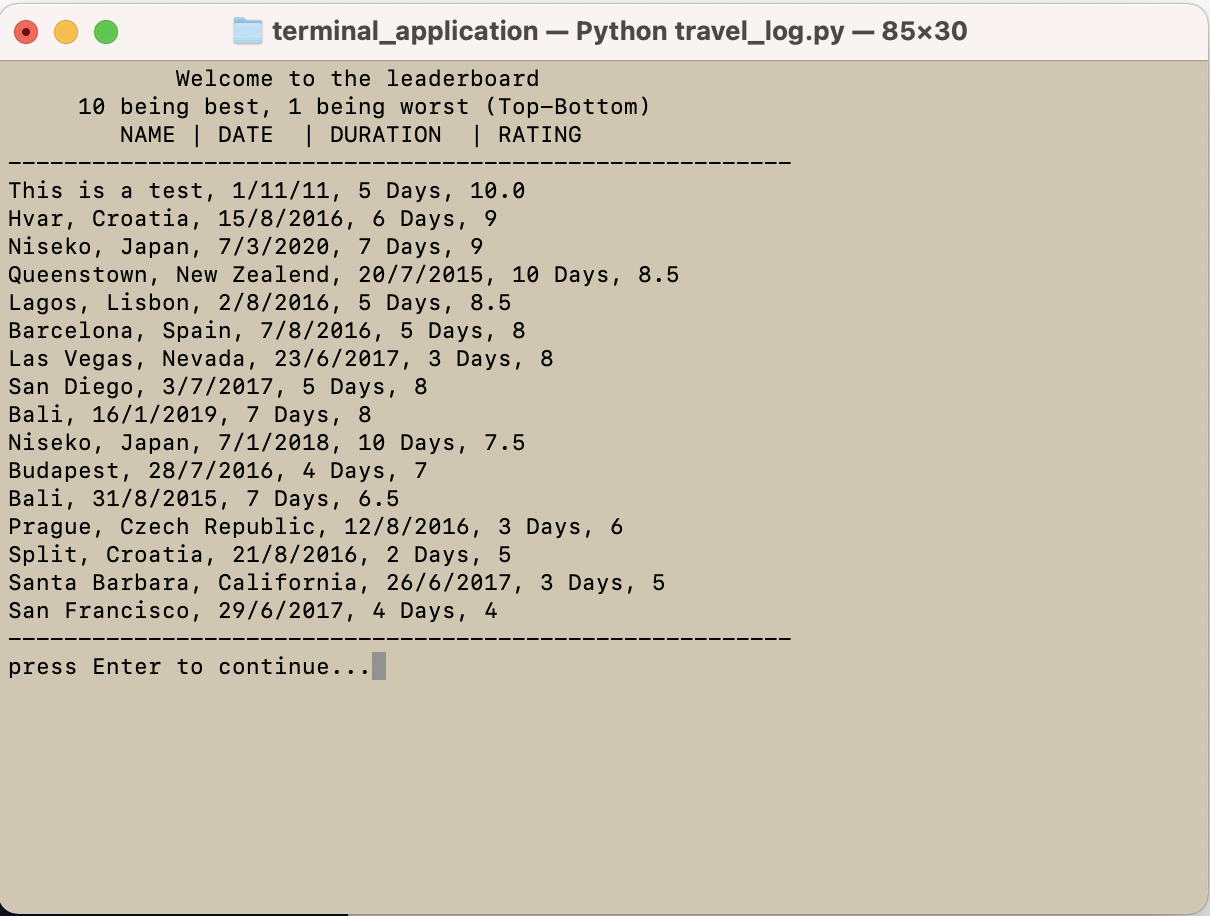 terminal_application — Python travel_log.py — 85×30
Welcome to the leaderboard
10 being best, 1 being worst (Top-Bottom)
NAME | DATE  | DURATION  | RATING
--------------------------------------------------------
This is a test, 1/11/11, 5 Days, 10.0
Hvar, Croatia, 15/8/2016, 6 Days, 9
Niseko, Japan, 7/3/2020, 7 Days, 9
Queenstown, New Zealend, 20/7/2015, 10 Days, 8.5
Lagos, Lisbon, 2/8/2016, 5 Days, 8.5
Barcelona, Spain, 7/8/2016, 5 Days, 8
Las Vegas, Nevada, 23/6/2017, 3 Days, 8
San Diego, 3/7/2017, 5 Days, 8
Bali, 16/1/2019, 7 Days, 8
Niseko, Japan, 7/1/2018, 10 Days, 7.5
Budapest, 28/7/2016, 4 Days, 7
Bali, 31/8/2015, 7 Days, 6.5
Prague, Czech Republic, 12/8/2016, 3 Days, 6
Split, Croatia, 21/8/2016, 2 Days, 5
Santa Barbara, California, 26/6/2017, 3 Days, 5
San Francisco, 29/6/2017, 4 Days, 4
--------------------------------------------------------
press Enter to continue...